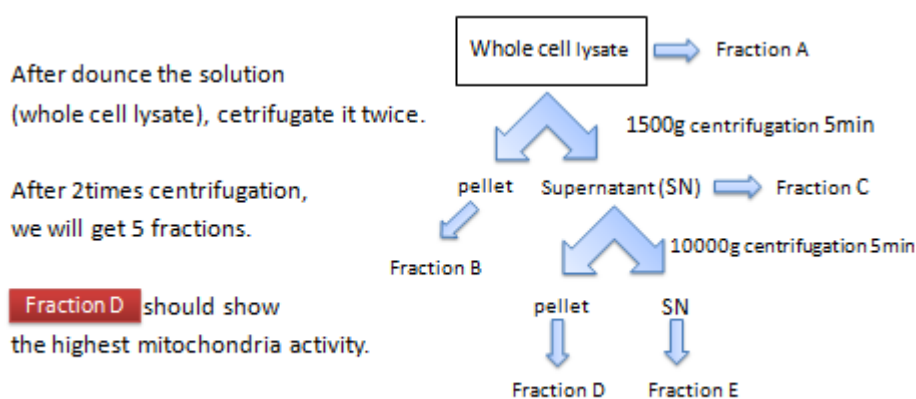 After dounce the solution
(whole cell lysate), cetrifugate it twice.
After 2times centrifugation,
we will get 5 fractions.
Fraction D should show
the highest mitochondria activity.
Whole cell lysate
Fraction A
1500g centrifugation 5min
pellet
Supernatant (SN)
Fraction C
Fraction B
10000g centrifugation 5min
pellet
SN
Fraction D
Fraction E